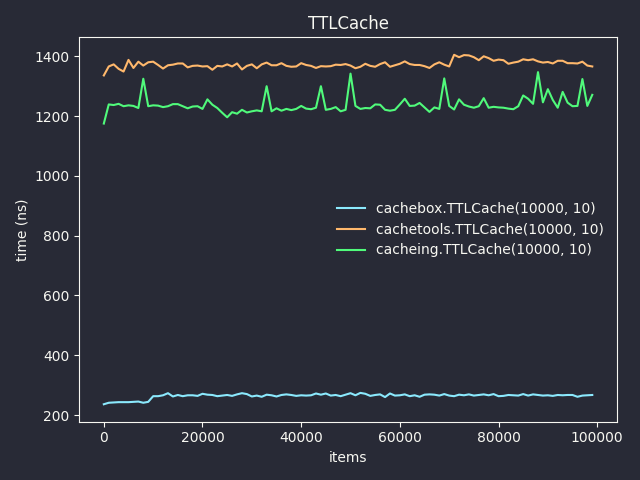 TTLCache
1400
1200
1000
800
600
400
200
time (ns)
cachebox.TTLCache(10000, 10)
cachetools.TTLCache(10000, 10)
cacheing.TTLCache(10000, 10)
0 20000 40000 60000 80000 100000
items